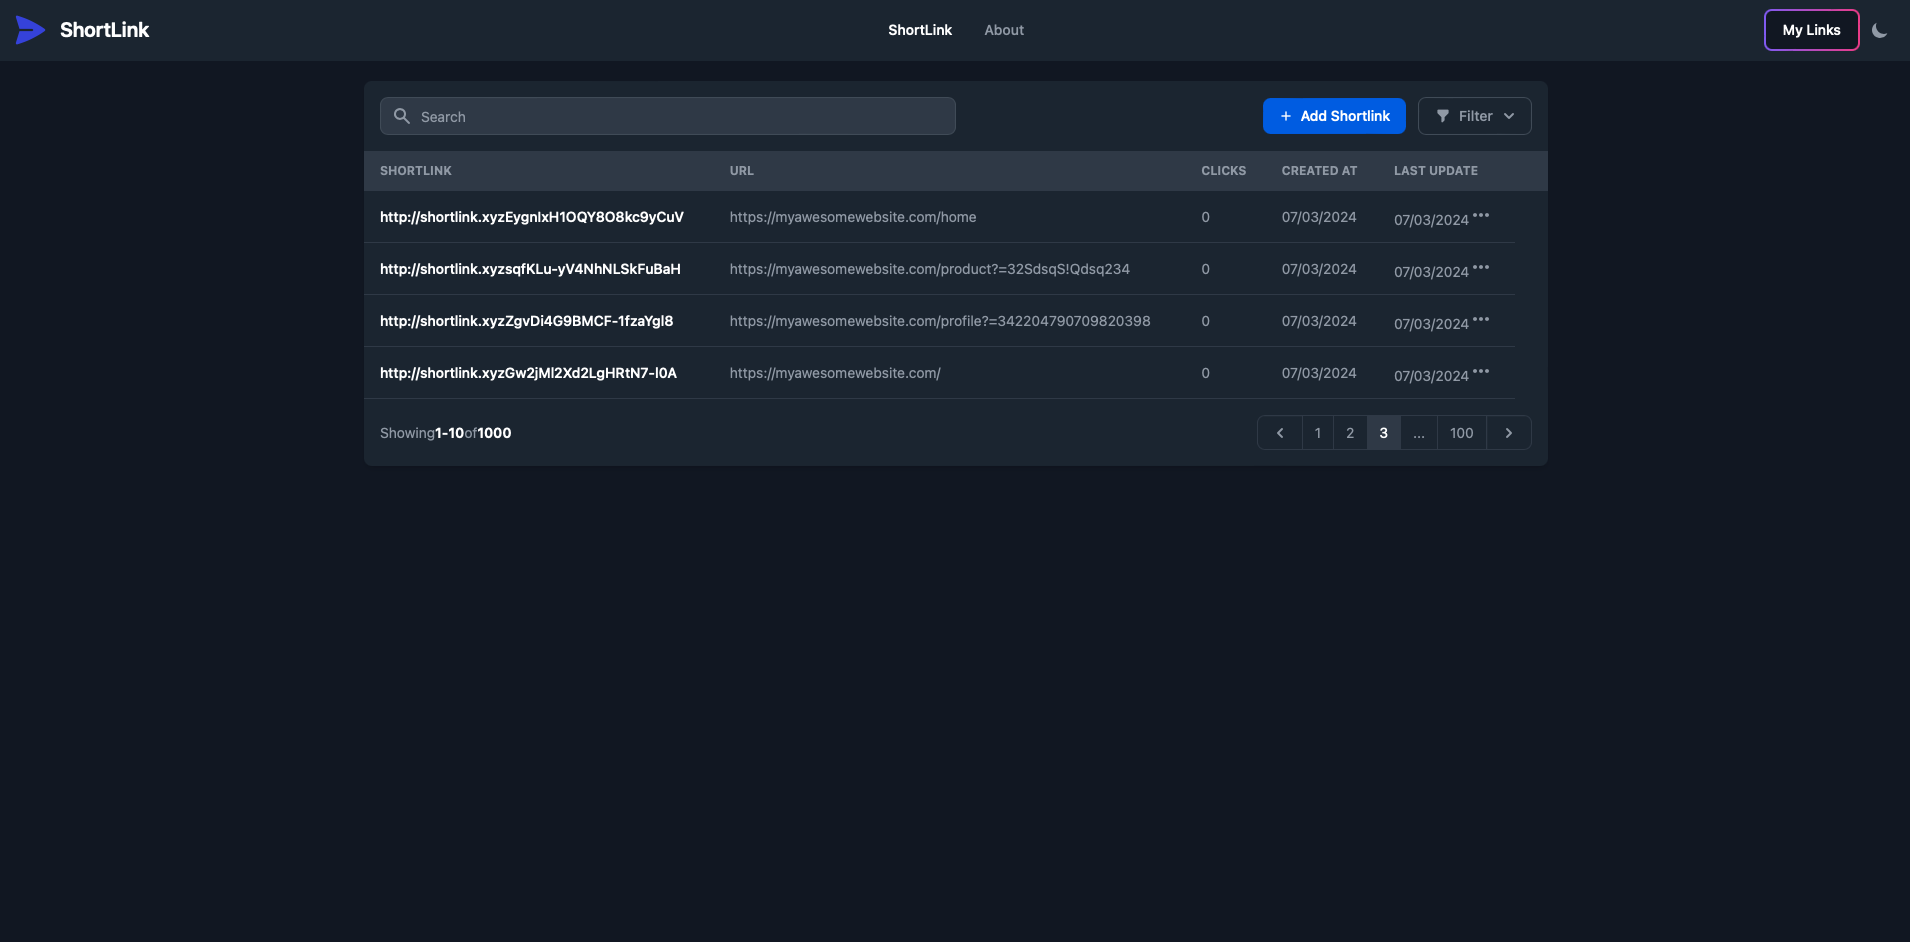 ShortLink ShortLink About My Links
Search + Add Shortlink Filter
SHORTLINK URL CLICKS CREATED AT LAST UPDATE
http://shortlink.xyzEygnIxH1OQY8O8kc9yCuV https://myawesomewebsite.com/home 0 07/03/2024 07/03/2024 •••
http://shortlink.xyzsqfKLu-yV4NhNLSkFuBaH https://myawesomewebsite.com/product?=32SdsqS!Qdsq234 0 07/03/2024 07/03/2024 •••
http://shortlink.xyzZgvDi4G9BMCF-1fzaYgI8 https://myawesomewebsite.com/profile?=342204790709820398 0 07/03/2024 07/03/2024 •••
http://shortlink.xyzGw2jMl2Xd2LgHRtN7-I0A https://myawesomewebsite.com/ 0 07/03/2024 07/03/2024 •••
Showing1-10of1000 1 2 3 ... 100